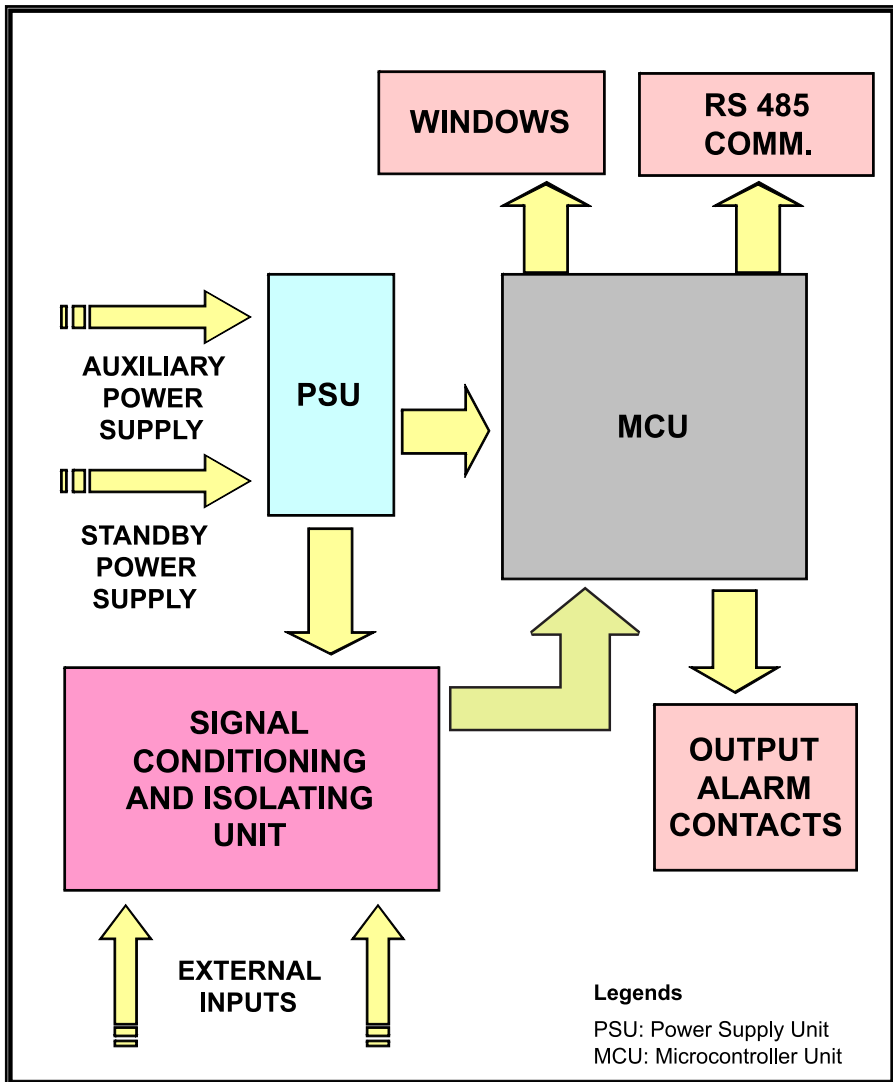 WINDOWS
RS 485
COMM.
AUXILIARY
POWER
SUPPLY
PSU
MCU
STANDBY
POWER
SUPPLY
SIGNAL
CONDITIONING
AND ISOLATING
UNIT
OUTPUT
ALARM
CONTACTS
EXTERNAL
INPUTS
Legends
PSU: Power Supply Unit
MCU: Microcontroller Unit